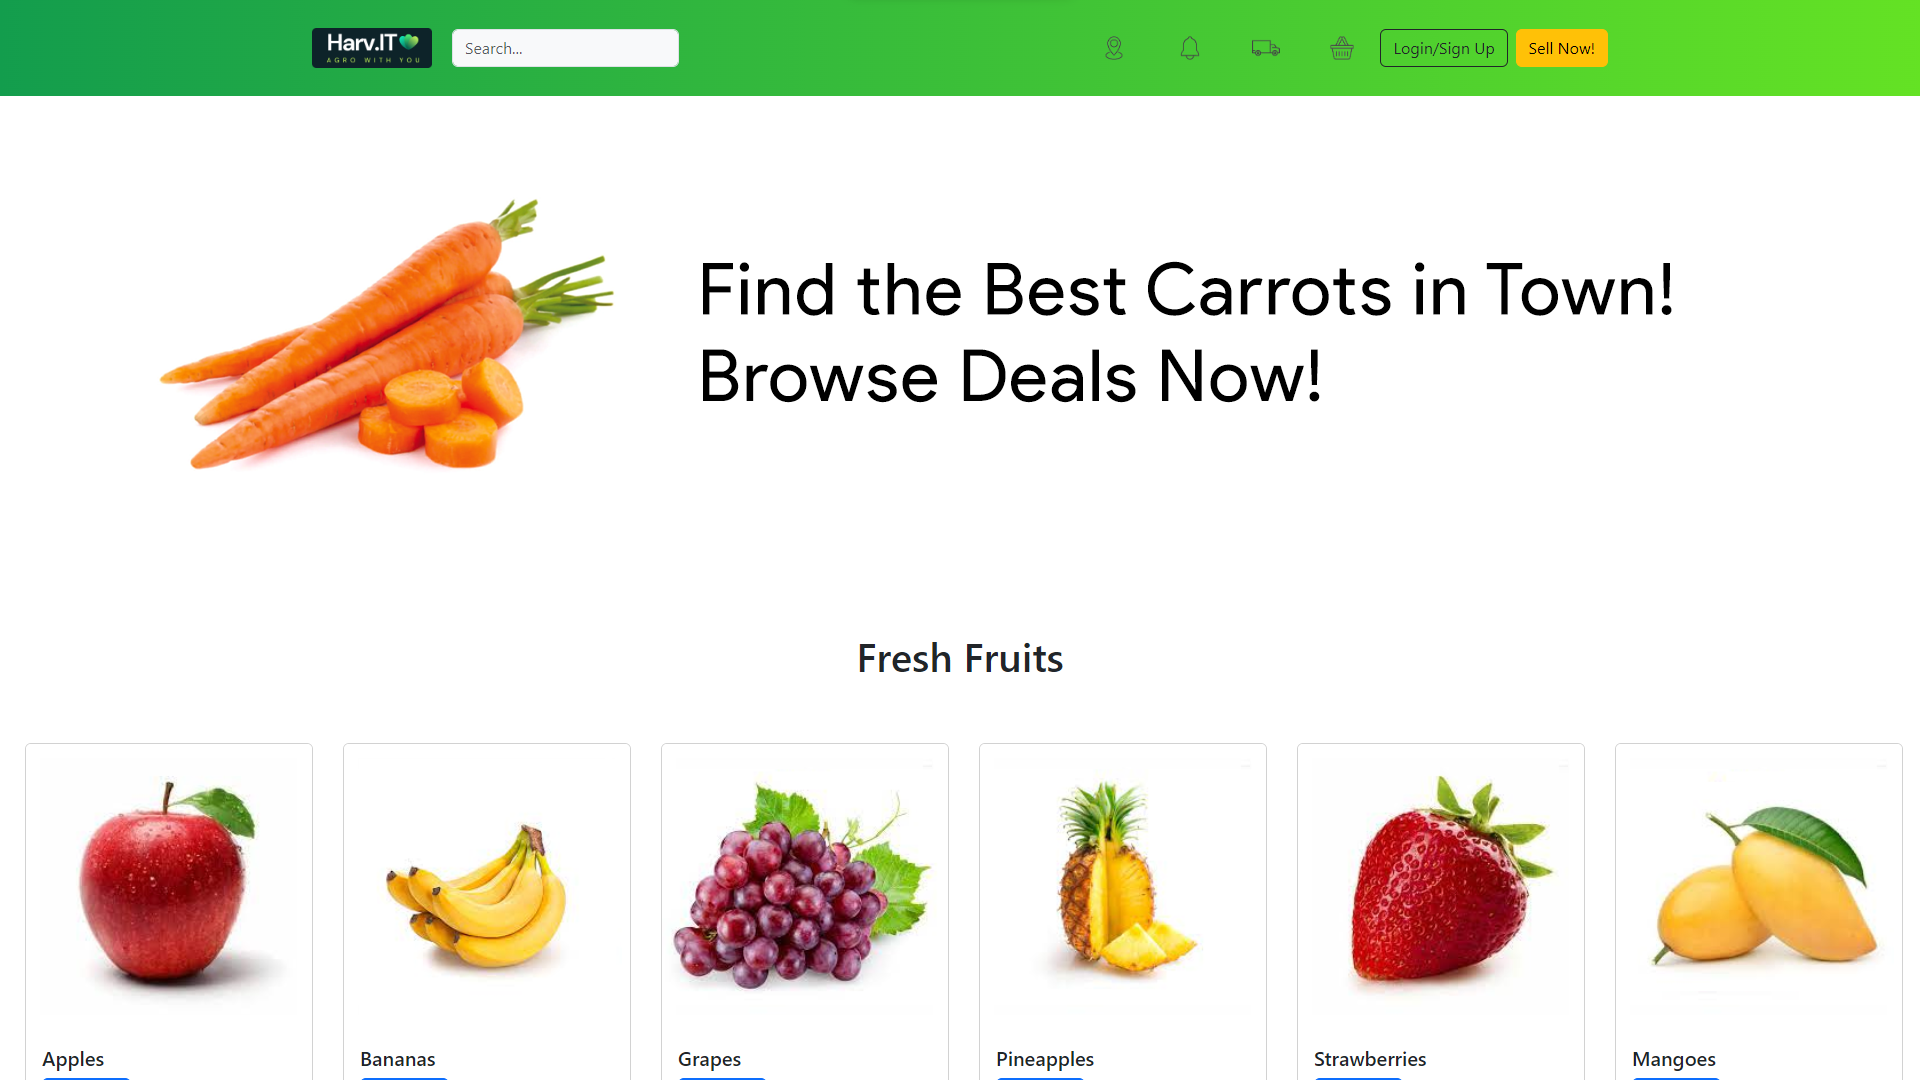 Harv.IT
AGRO WITH YOU
Search...
Login/Sign Up
Sell Now!
Find the Best Carrots in Town!
Browse Deals Now!
Fresh Fruits
Apples
Bananas
Grapes
Pineapples
Strawberries
Mangoes